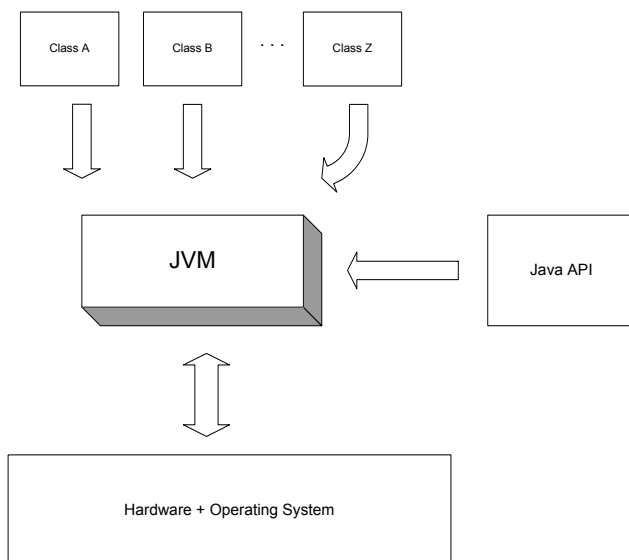 Class A
Class B
. . .
Class Z
JVM
Java API
Hardware + Operating System